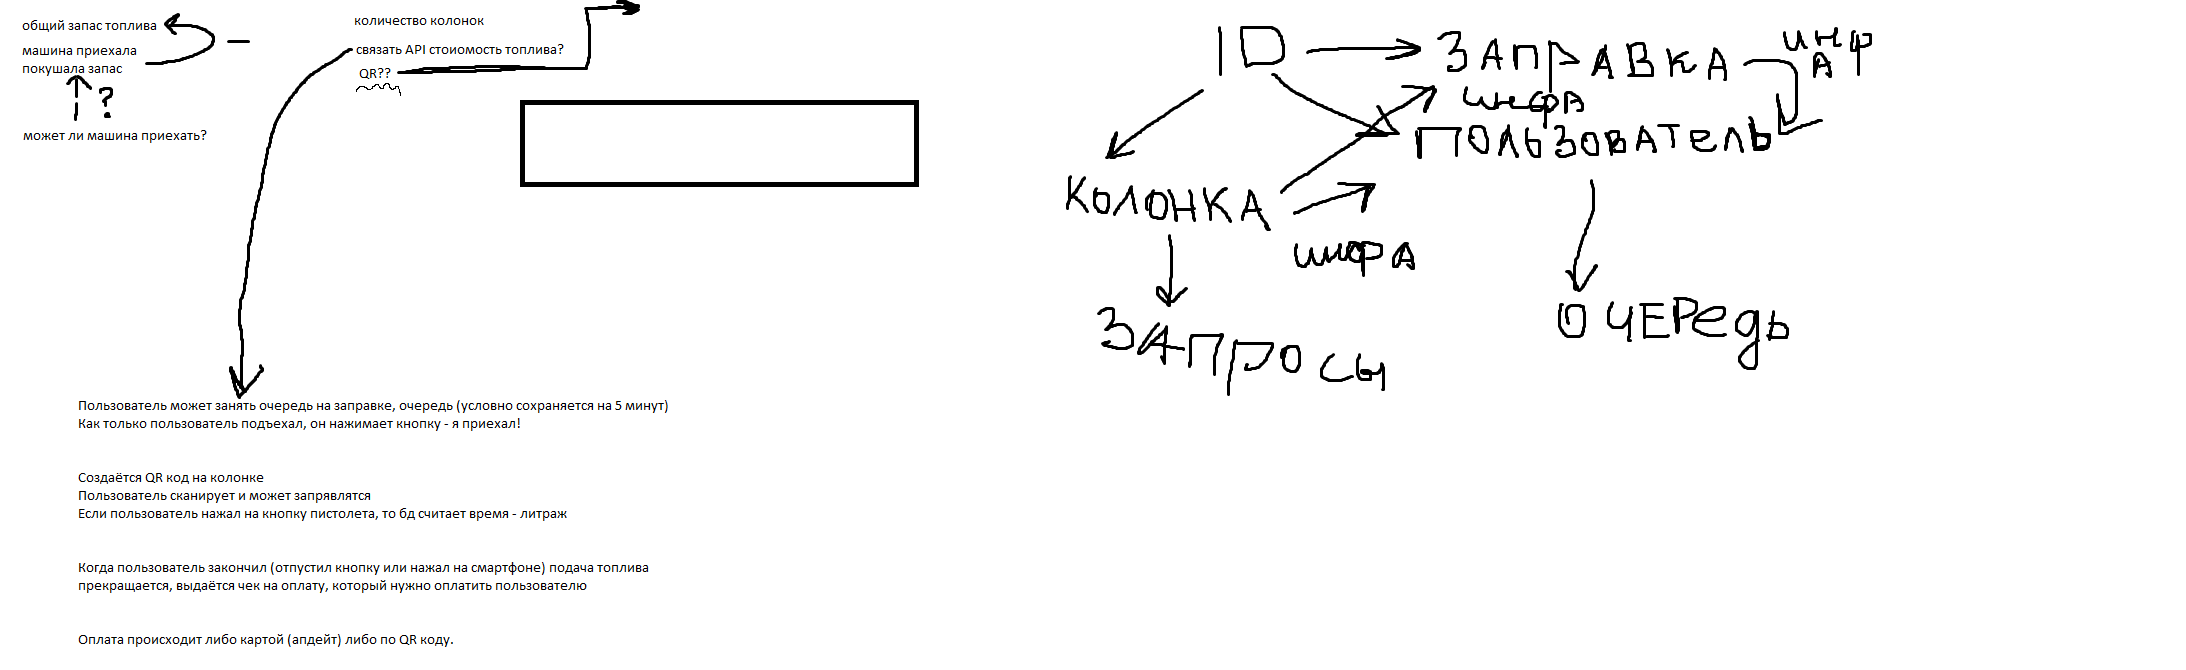 общий запас топлива
машина приехала
покушала запас
?
может ли машина приехать?
количество колонок
связать API стоиомость топлива?
QR??
ID
ЗАПРАВКА
ИНФА
ИНФА
ПОЛЬЗОВАТеЛЬ
КОЛОНКА
ИНФА
ЗАПРОСЫ
ОЧЕРеДЬ
Пользователь может занять очередь на заправке, очередь (условно сохраняется на 5 минут)
Как только пользователь подъехал, он нажимает кнопку - я приехал!
Создаётся QR код на колонке
Пользователь сканирует и может запрявлятся
Если пользователь нажал на кнопку пистолета, то бд считает время - литраж
Когда пользователь закончил (отпустил кнопку или нажал на смартфоне) подача топлива
прекращается, выдаётся чек на оплату, который нужно оплатить пользователю
Оплата происходит либо картой (апдейт) либо по QR коду.